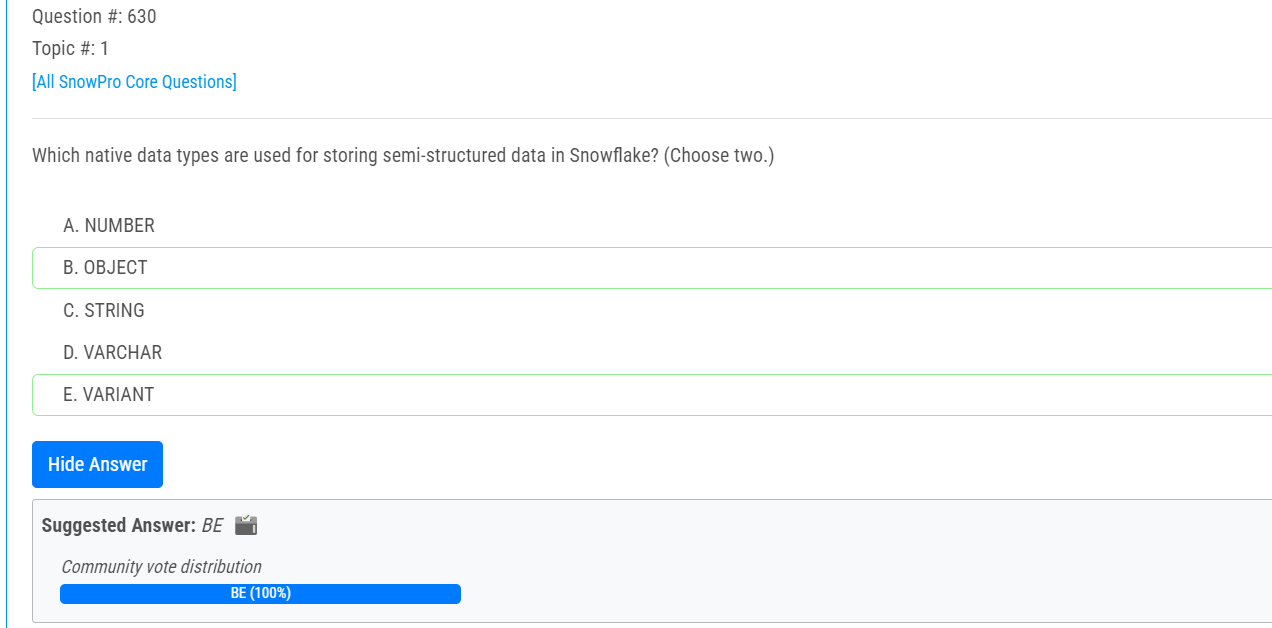 Question #: 630
Topic #: 1
[All SnowPro Core Questions]
Which native data types are used for storing semi-structured data in Snowflake? (Choose two.)
A. NUMBER
B. OBJECT
C. STRING
D. VARCHAR
E. VARIANT
Hide Answer
Suggested Answer: BE
Community vote distribution
BE (100%)